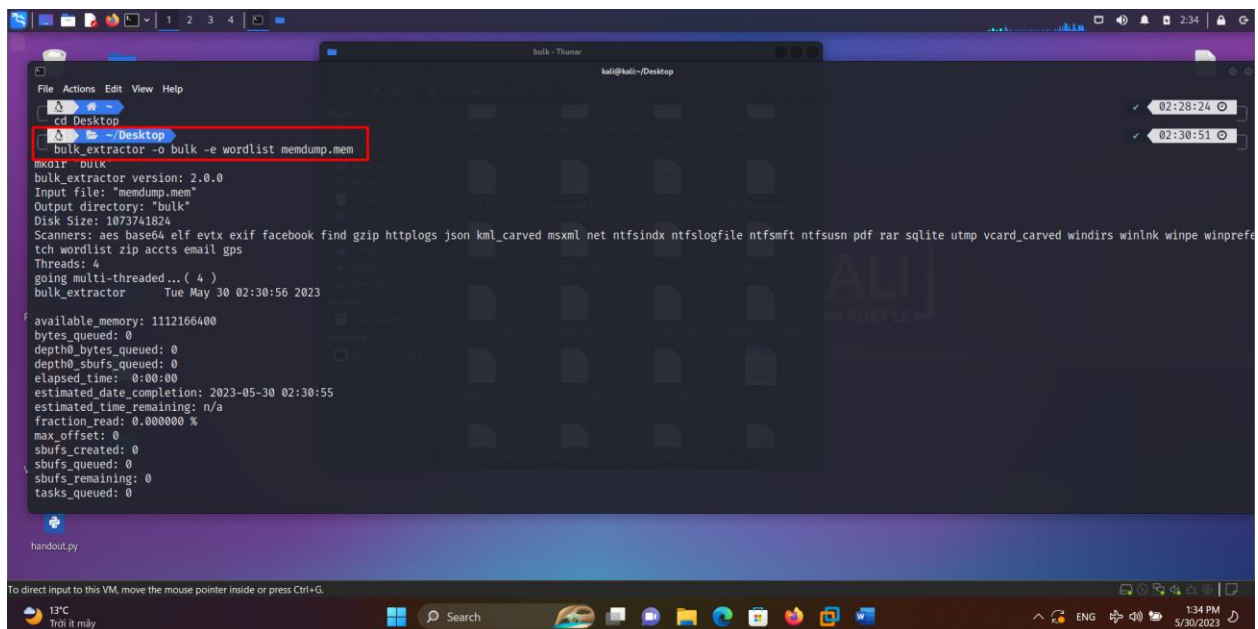 1 2 3 4
2:34
bulk - Thunar
kali@kali:~/Desktop
File Actions Edit View Help
~
02:28:24
cd Desktop
~/Desktop
02:30:51
bulk_extractor -o bulk -e wordlist memdump.mem
mkdir "bulk"
bulk_extractor version: 2.0.0
Input file: "memdump.mem"
Output directory: "bulk"
Disk Size: 1073741824
Scanners: aes base64 elf evtx exif facebook find gzip httplogs json kml_carved msxml net ntfsindx ntfslogfile ntfsmft ntfsusn pdf rar sqlite utmp vcard_carved windirs winlnk winpe winprefe
tch wordlist zip accts email gps
Threads: 4
going multi-threaded...( 4 )
bulk_extractor Tue May 30 02:30:56 2023
available_memory: 1112166400
bytes_queued: 0
depth0_bytes_queued: 0
depth0_sbufs_queued: 0
elapsed_time: 0:00:00
estimated_date_completion: 2023-05-30 02:30:55
estimated_time_remaining: n/a
fraction_read: 0.000000 %
max_offset: 0
sbufs_created: 0
sbufs_queued: 0
sbufs_remaining: 0
tasks_queued: 0
KALI
PURPLE
handout.py
To direct input to this VM, move the mouse pointer inside or press Ctrl+G.
13°C
Trời ít mây
Search
ENG
1:34 PM
5/30/2023